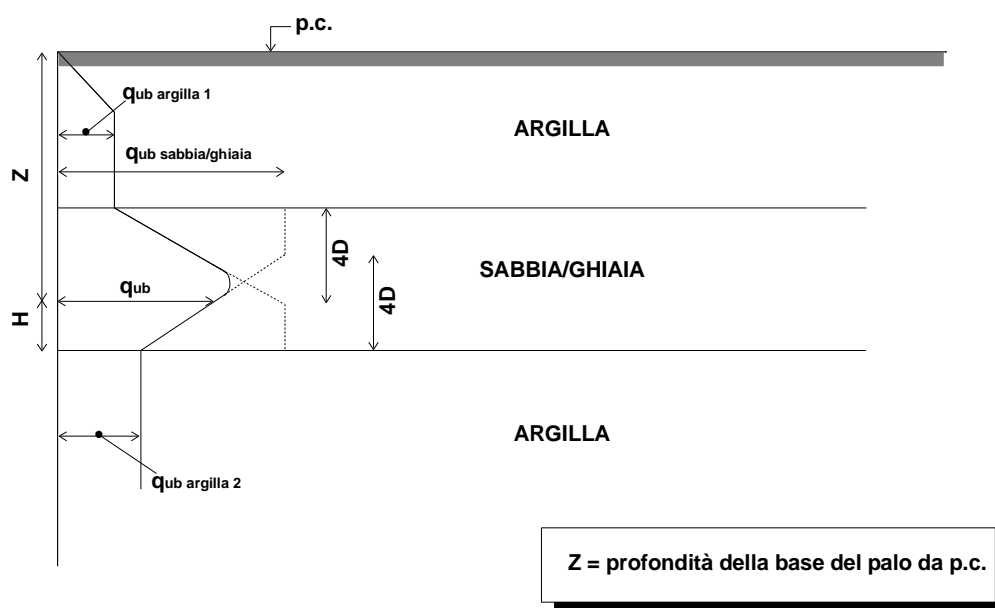 p.c.
qub argilla 1
ARGILLA
qub sabbia/ghiaia
Z
4D
SABBIA/GHIAIA
qub
4D
H
ARGILLA
qub argilla 2
Z = profondità della base del palo da p.c.